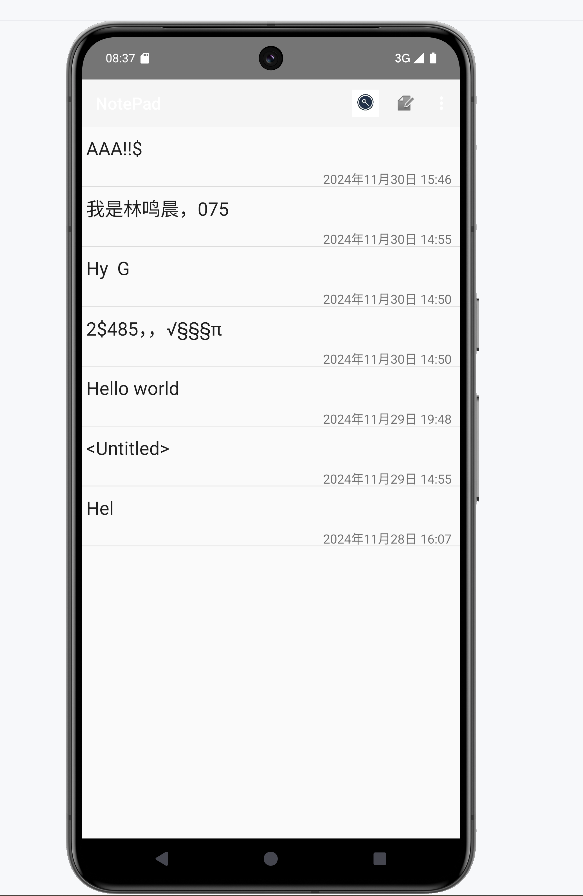 08:37
3G
NotePad
AAA!!$
2024年11月30日 15:46
我是林鸣晨，075
2024年11月30日 14:55
Hy  G
2024年11月30日 14:50
2$485，，√§§§π
2024年11月30日 14:50
Hello world
2024年11月29日 19:48
<Untitled>
2024年11月29日 14:55
Hel
2024年11月28日 16:07